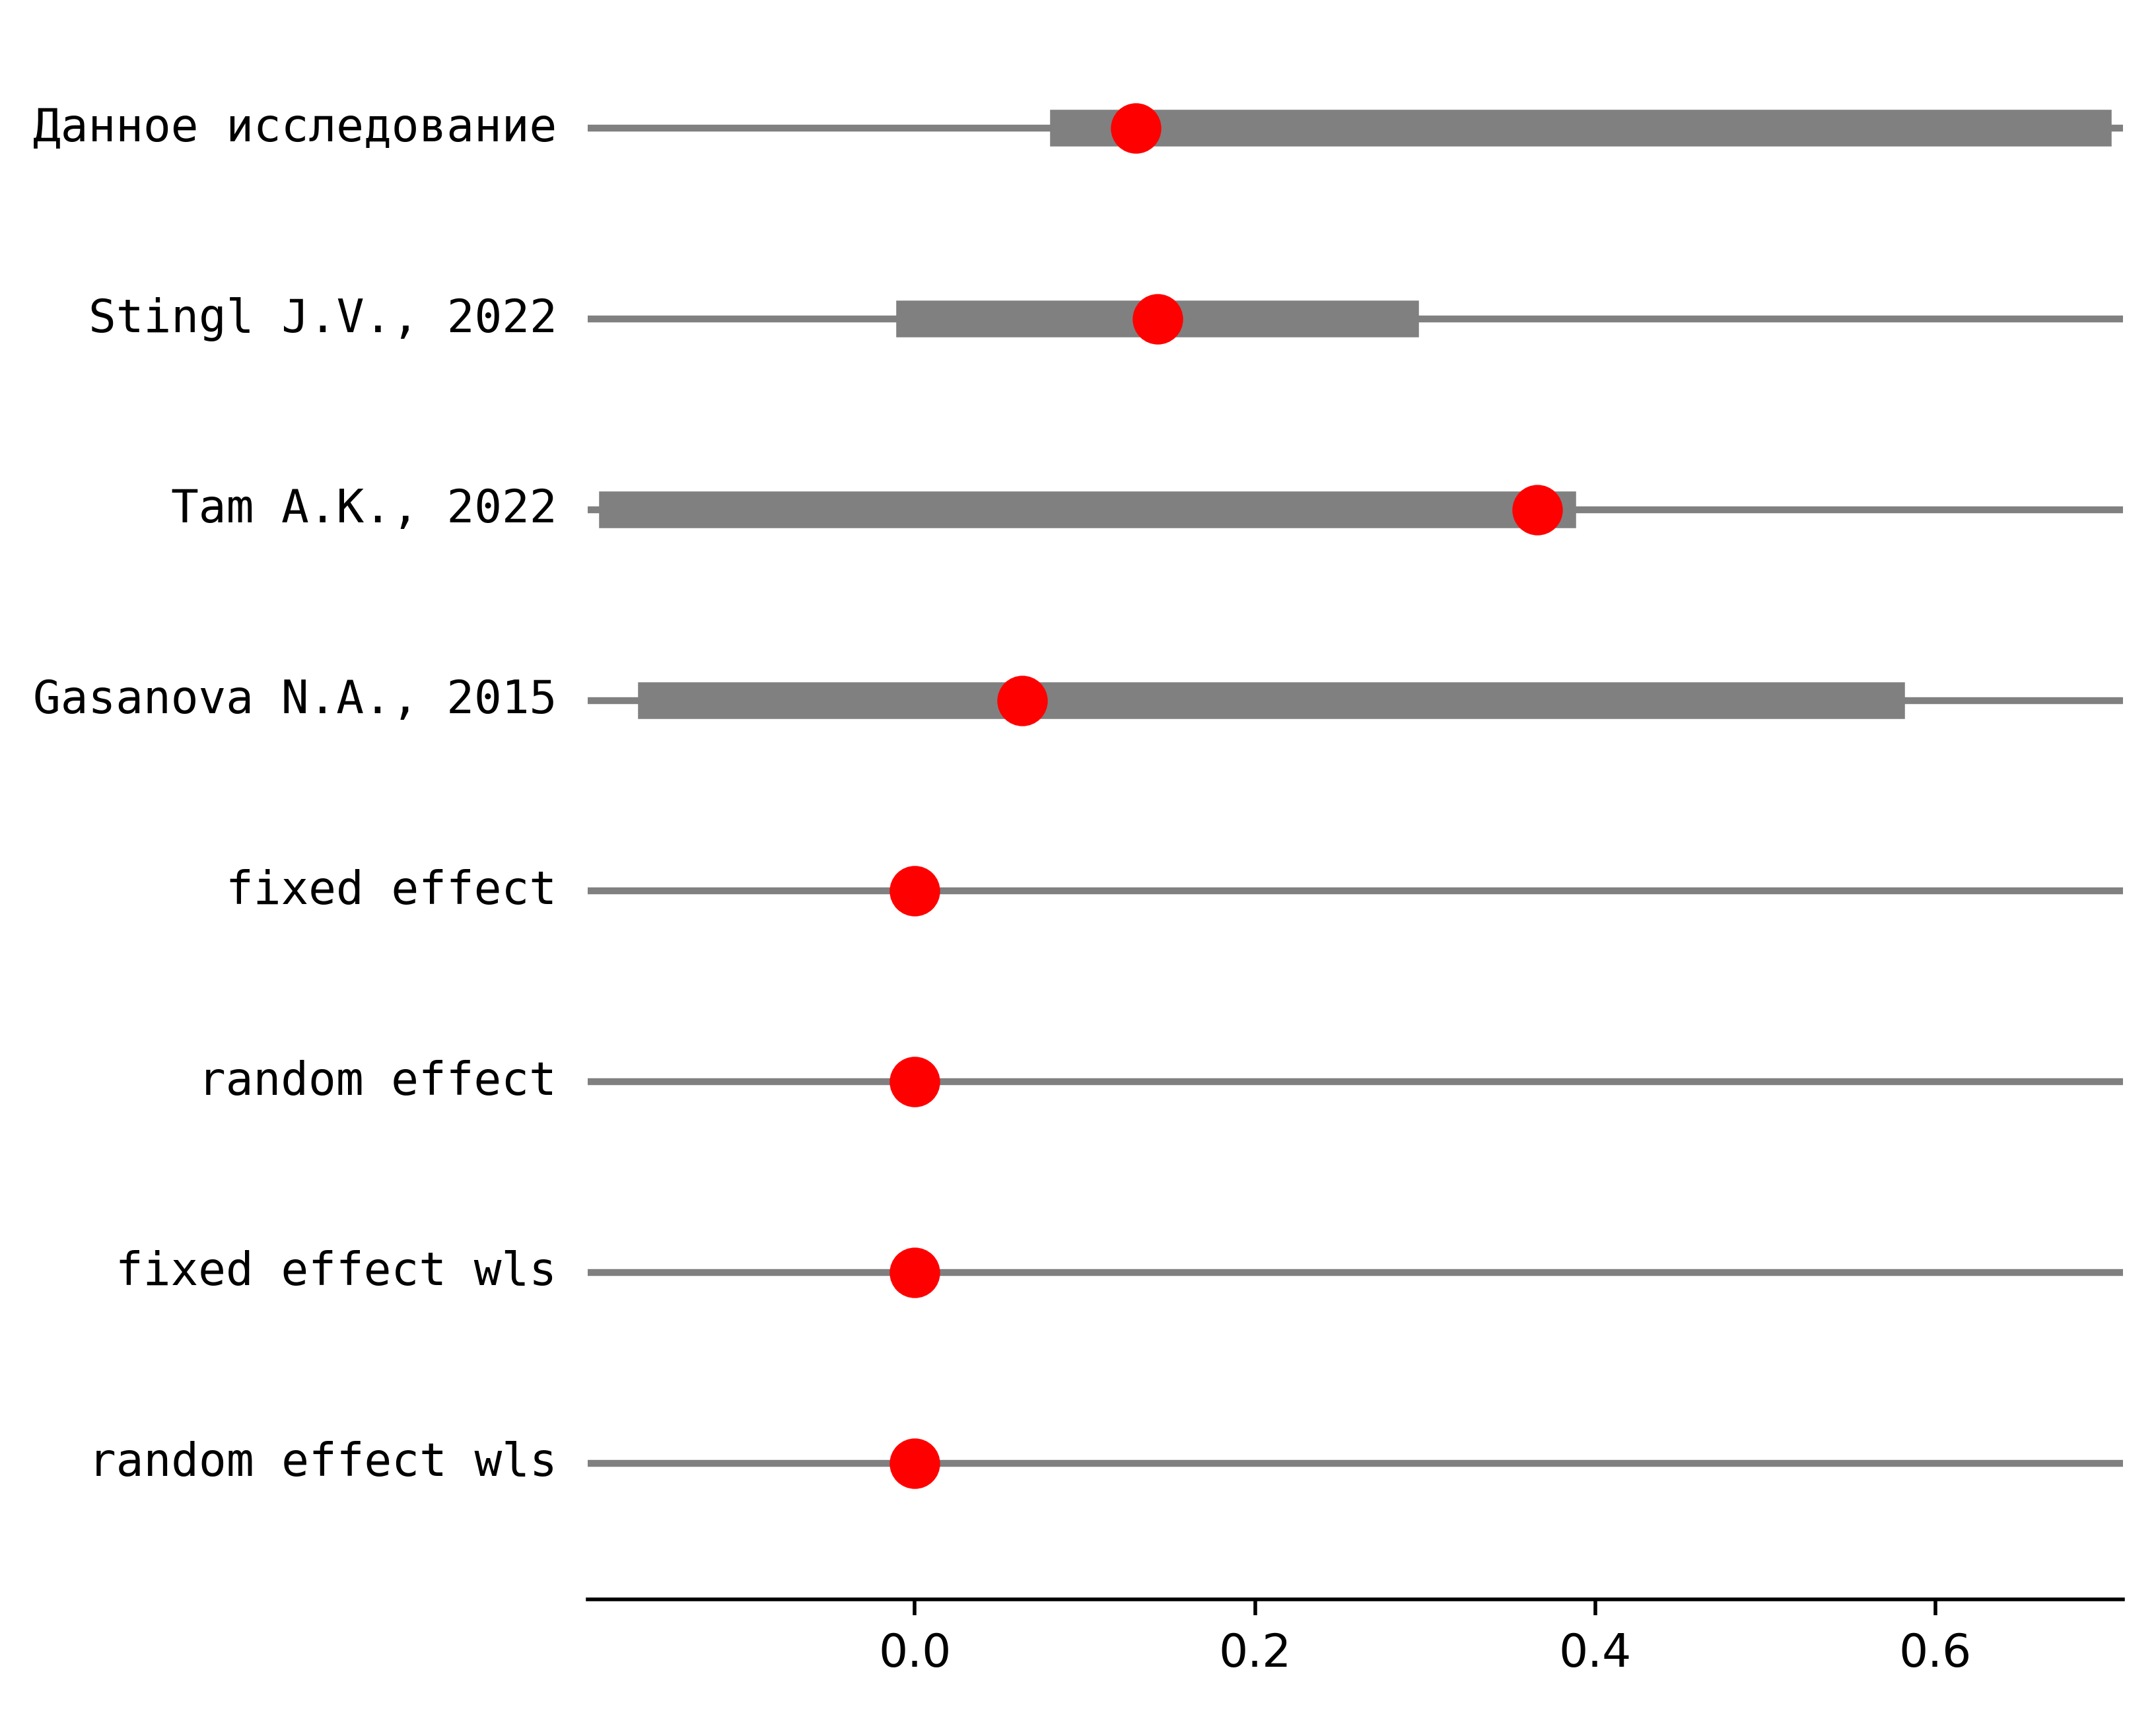 Данное исследование
Stingl J.V., 2022
Tam A.K., 2022
Gasanova N.A., 2015
fixed effect
random effect
fixed effect wls
random effect wls
0.0 0.2 0.4 0.6